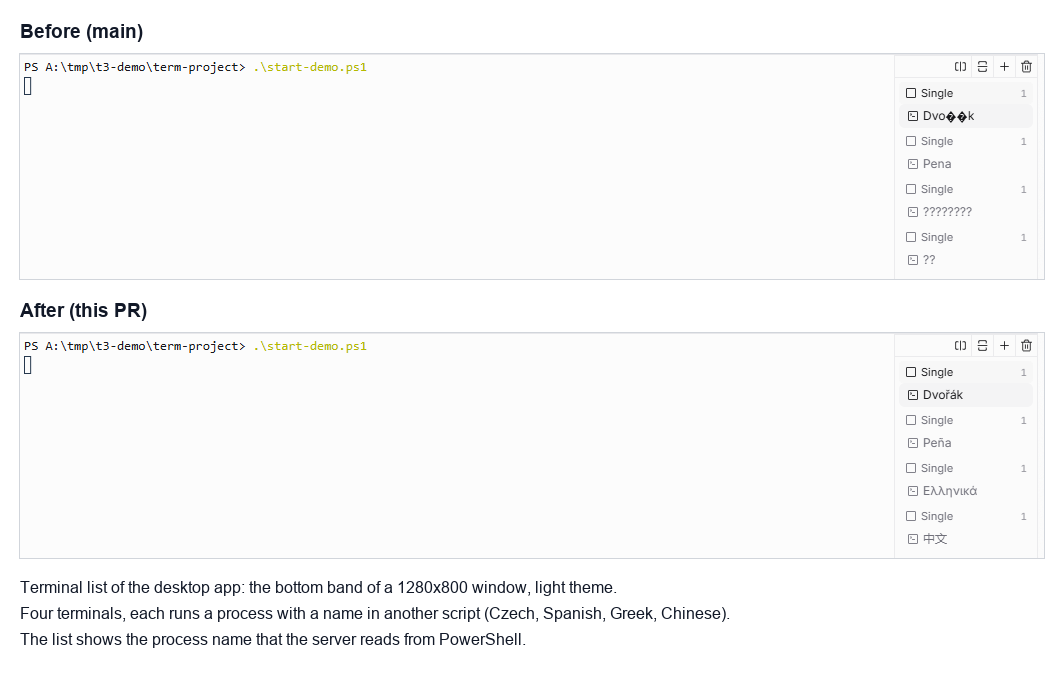 Before (main)
PS A:\tmp\t3-demo\term-project> .\start-demo.ps1
Single 1
Dvo��k
Single 1
Pena
Single 1
????????
Single 1
??
After (this PR)
PS A:\tmp\t3-demo\term-project> .\start-demo.ps1
Single 1
Dvořák
Single 1
Peña
Single 1
Ελληνικά
Single 1
中文
Terminal list of the desktop app: the bottom band of a 1280x800 window, light theme.
Four terminals, each runs a process with a name in another script (Czech, Spanish, Greek, Chinese).
The list shows the process name that the server reads from PowerShell.